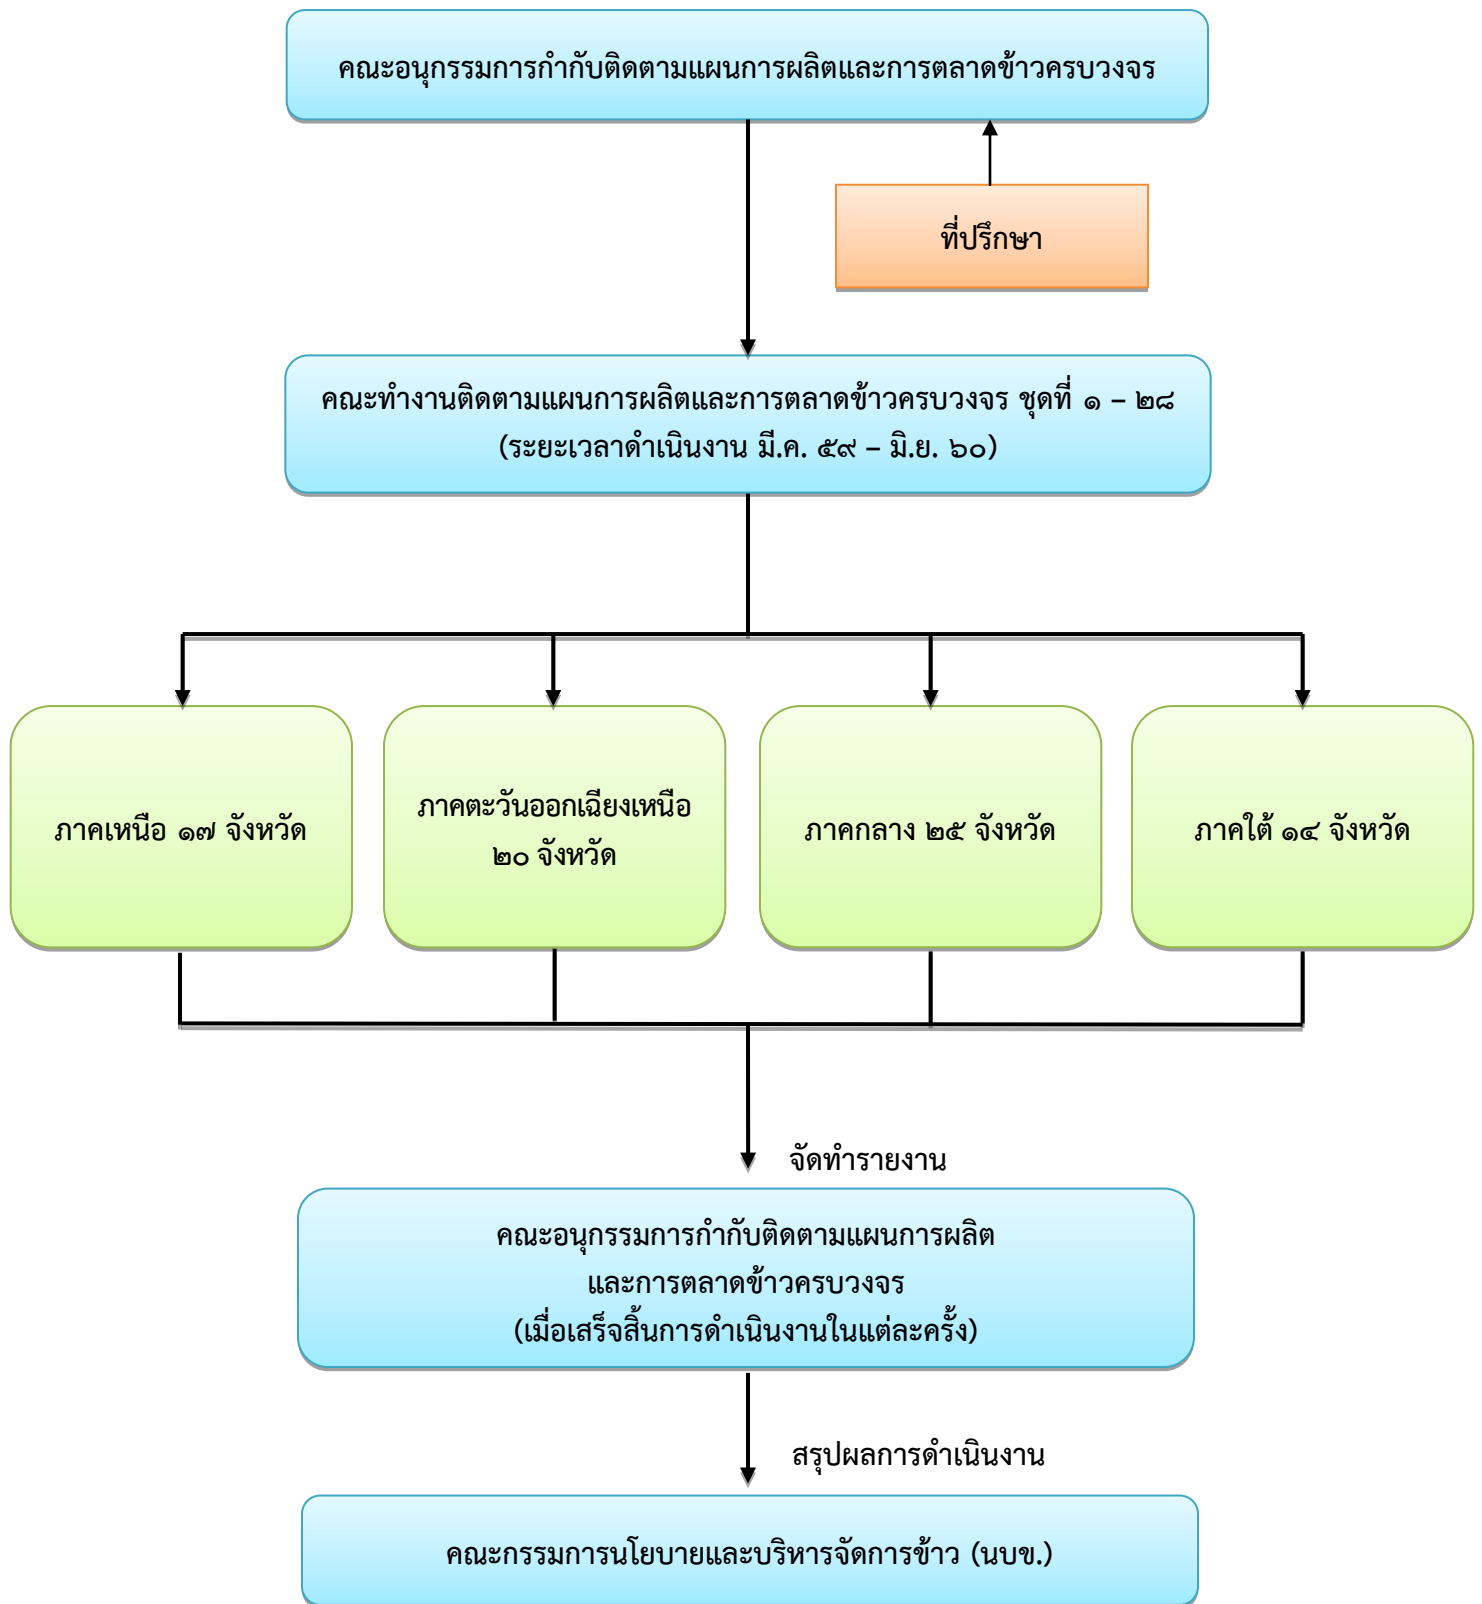 คณะอนุกรรมการกำกับติดตามแผนการผลิตและการตลาดข้าวครบวงจร
ที่ปรึกษา
คณะทำงานติดตามแผนการผลิตและการตลาดข้าวครบวงจร ชุดที่ ๑ – ๒๘
(ระยะเวลาดำเนินงาน มี.ค. ๕๙ – มิ.ย. ๖๐)
ภาคเหนือ ๑๗ จังหวัด
ภาคตะวันออกเฉียงเหนือ
๒๐ จังหวัด
ภาคกลาง ๒๕ จังหวัด
ภาคใต้ ๑๔ จังหวัด
จัดทำรายงาน
คณะอนุกรรมการกำกับติดตามแผนการผลิต
และการตลาดข้าวครบวงจร
(เมื่อเสร็จสิ้นการดำเนินงานในแต่ละครั้ง)
สรุปผลการดำเนินงาน
คณะกรรมการนโยบายและบริหารจัดการข้าว (นบข.)